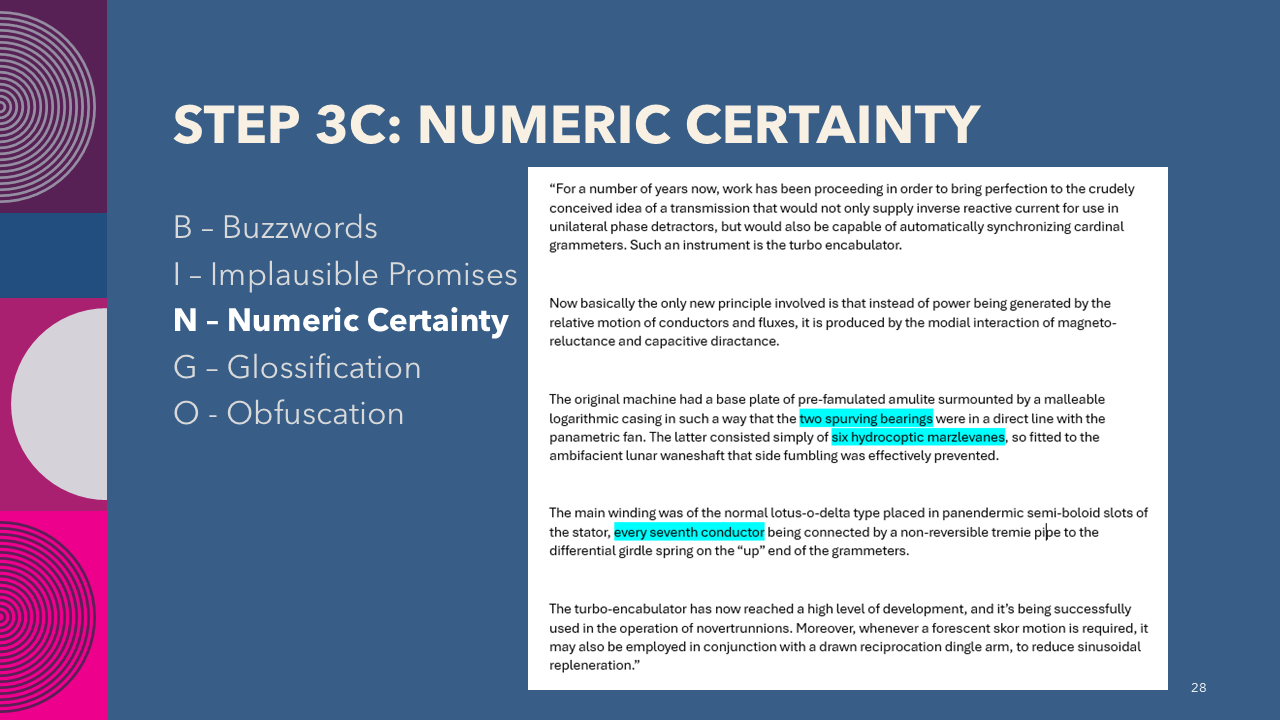 STEP 3C: NUMERIC CERTAINTY
B – Buzzwords
I – Implausible Promises
N – Numeric Certainty
G – Glossification
O - Obfuscation
“For a number of years now, work has been proceeding in order to bring perfection to the crudely
conceived idea of a transmission that would not only supply inverse reactive current for use in
unilateral phase detractors, but would also be capable of automatically synchronizing cardinal
grammeters. Such an instrument is the turbo encabulator.
Now basically the only new principle involved is that instead of power being generated by the
relative motion of conductors and fluxes, it is produced by the modial interaction of magneto-
reluctance and capacitive diractance.
The original machine had a base plate of pre-famulated amulite surmounted by a malleable
logarithmic casing in such a way that the two spurving bearings were in a direct line with the
panametric fan. The latter consisted simply of six hydrocoptic marzlevanes, so fitted to the
ambifacient lunar waneshaft that side fumbling was effectively prevented.
The main winding was of the normal lotus-o-delta type placed in panendermic semi-boloid slots of
the stator, every seventh conductor being connected by a non-reversible tremie pipe to the
differential girdle spring on the “up” end of the grammeters.
The turbo-encabulator has now reached a high level of development, and it’s being successfully
used in the operation of novertrunnions. Moreover, whenever a forescent skor motion is required, it
may also be employed in conjunction with a drawn reciprocation dingle arm, to reduce sinusoidal
repleneration.”
28